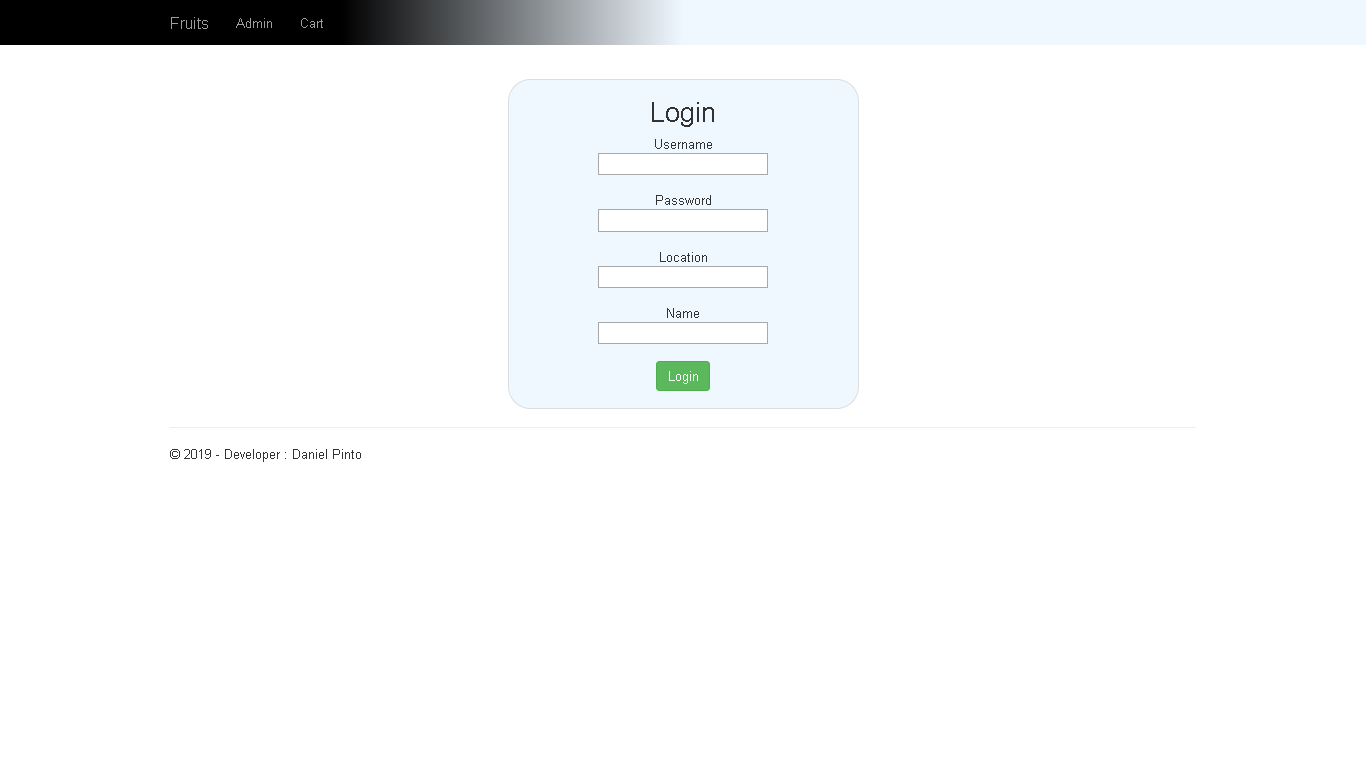 Fruits Admin Cart
Login
Username
Password
Location
Name
Login
© 2019 - Developer : Daniel Pinto